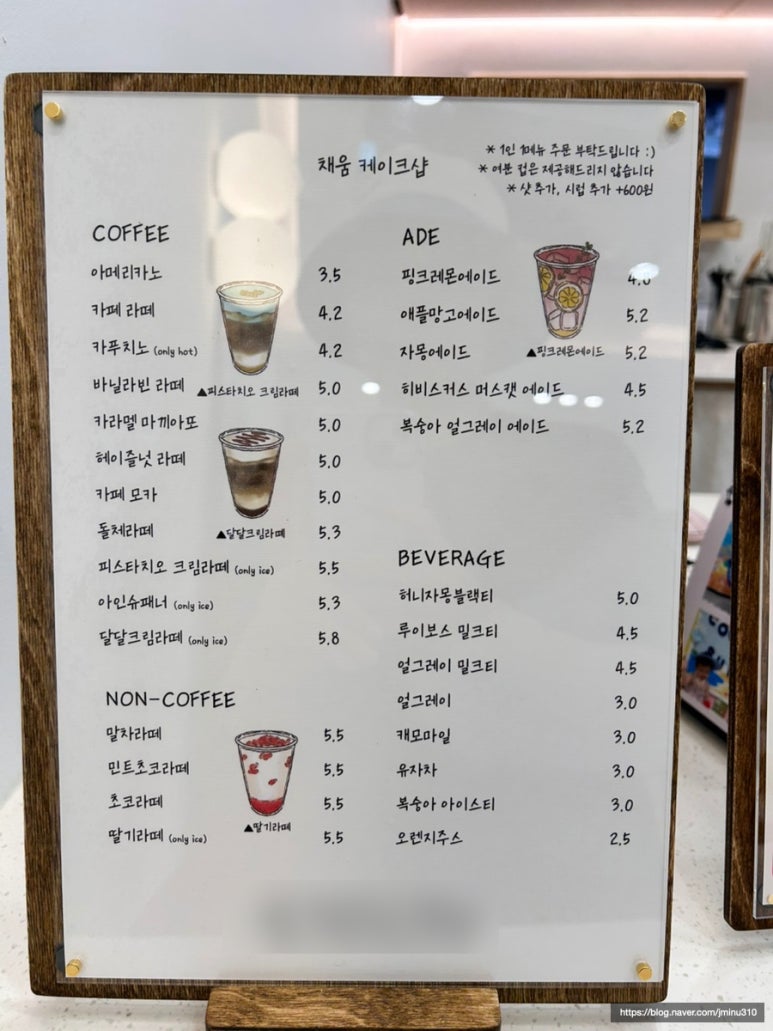 채움 케이크샵
* 1인 1메뉴 주문 부탁드립니다 :)
* 여분 컵은 제공해드리지 않습니다
* 샷 추가, 시럽 추가 +600원
COFFEE
아메리카노 3.5
카페 라떼 4.2
카푸치노 (only hot) 4.2
바닐라빈 라떼 5.0
▲피스타치오 크림라떼
카라멜 마끼아또 5.0
헤이즐넛 라떼 5.0
카페 모카 5.0
돌체라떼 5.3
▲달달크림라떼
피스타치오 크림라떼 (only ice) 5.5
아인슈패너 (only ice) 5.3
달달크림라떼 (only ice) 5.8
NON-COFFEE
말차라떼 5.5
민트초코라떼 5.5
초코라떼 5.5
딸기라떼 (only ice) 5.5
▲딸기라떼
ADE
핑크레몬에이드
애플망고에이드 5.2
자몽에이드 5.2
▲핑크레몬에이드
히비스커스 머스캣 에이드 4.5
복숭아 얼그레이 에이드 5.2
BEVERAGE
허니자몽블랙티 5.0
루이보스 밀크티 4.5
얼그레이 밀크티 4.5
얼그레이 3.0
캐모마일 3.0
유자차 3.0
복숭아 아이스티 3.0
오렌지주스 2.5
https://blog.naver.com/jminu310